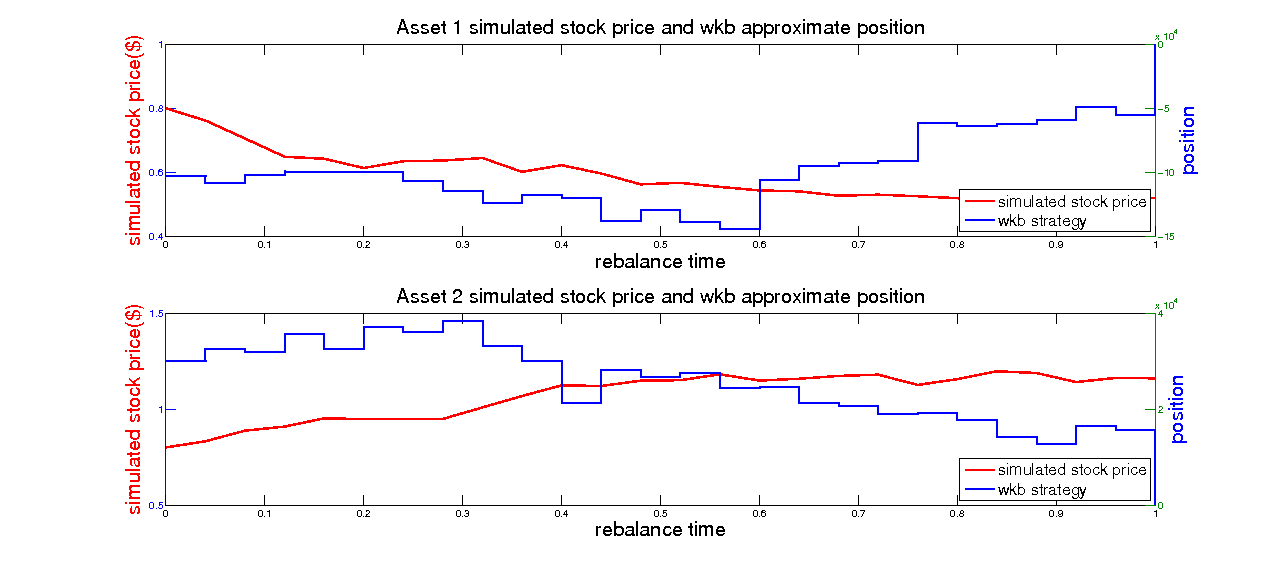 Asset 1 simulated stock price and wkb approximate position
x 10^4
1
0.8
0.6
0.4
simulated stock price($)
0
−5
−10
−15
position
simulated stock price
wkb strategy
0 0.1 0.2 0.3 0.4 0.5 0.6 0.7 0.8 0.9 1
rebalance time
Asset 2 simulated stock price and wkb approximate position
x 10^4
1.5
1
0.5
simulated stock price($)
4
2
0
position
simulated stock price
wkb strategy
0 0.1 0.2 0.3 0.4 0.5 0.6 0.7 0.8 0.9 1
rebalance time